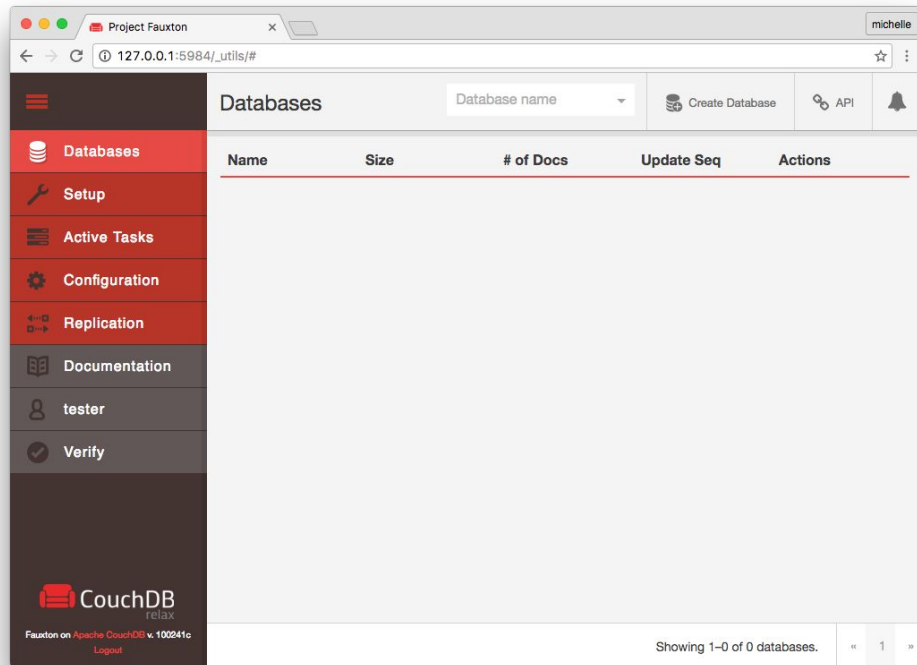 Project Fauxton
michelle
127.0.0.1:5984/_utils/#
Databases
Database name
Create Database
API
Databases
Setup
Active Tasks
Configuration
Replication
Documentation
tester
Verify
Name Size # of Docs Update Seq Actions
CouchDB
relax
Fauxton on Apache CouchDB v. 100241c
Logout
Showing 1–0 of 0 databases.
« 1 »